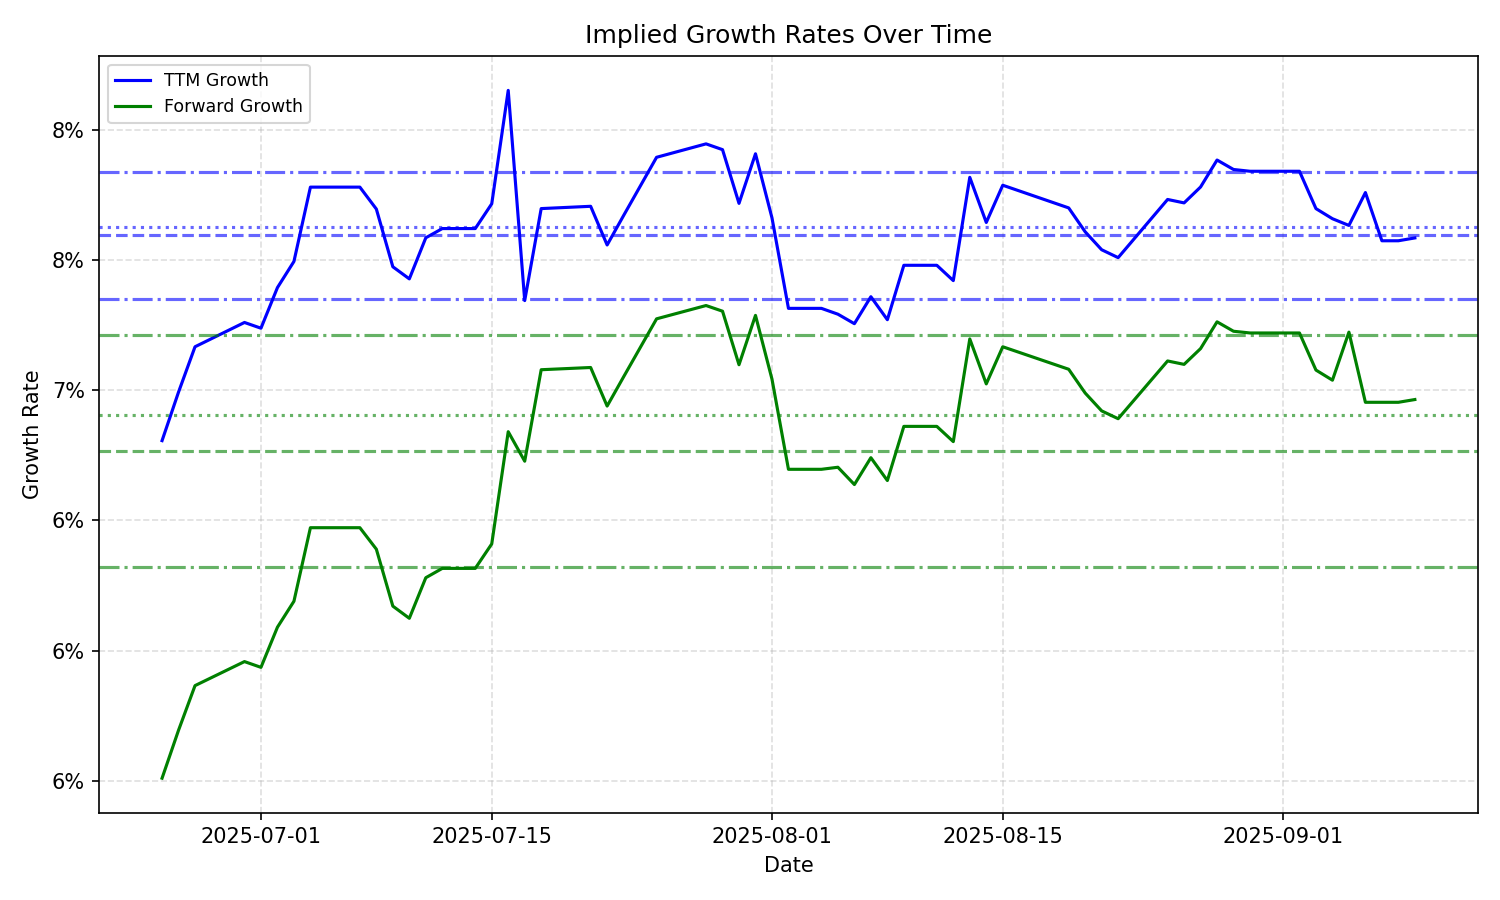 Implied Growth Rates Over Time
TTM Growth
Forward Growth
8%
8%
7%
6%
6%
6%
Growth Rate
2025-07-01
2025-07-15
2025-08-01
2025-08-15
2025-09-01
Date